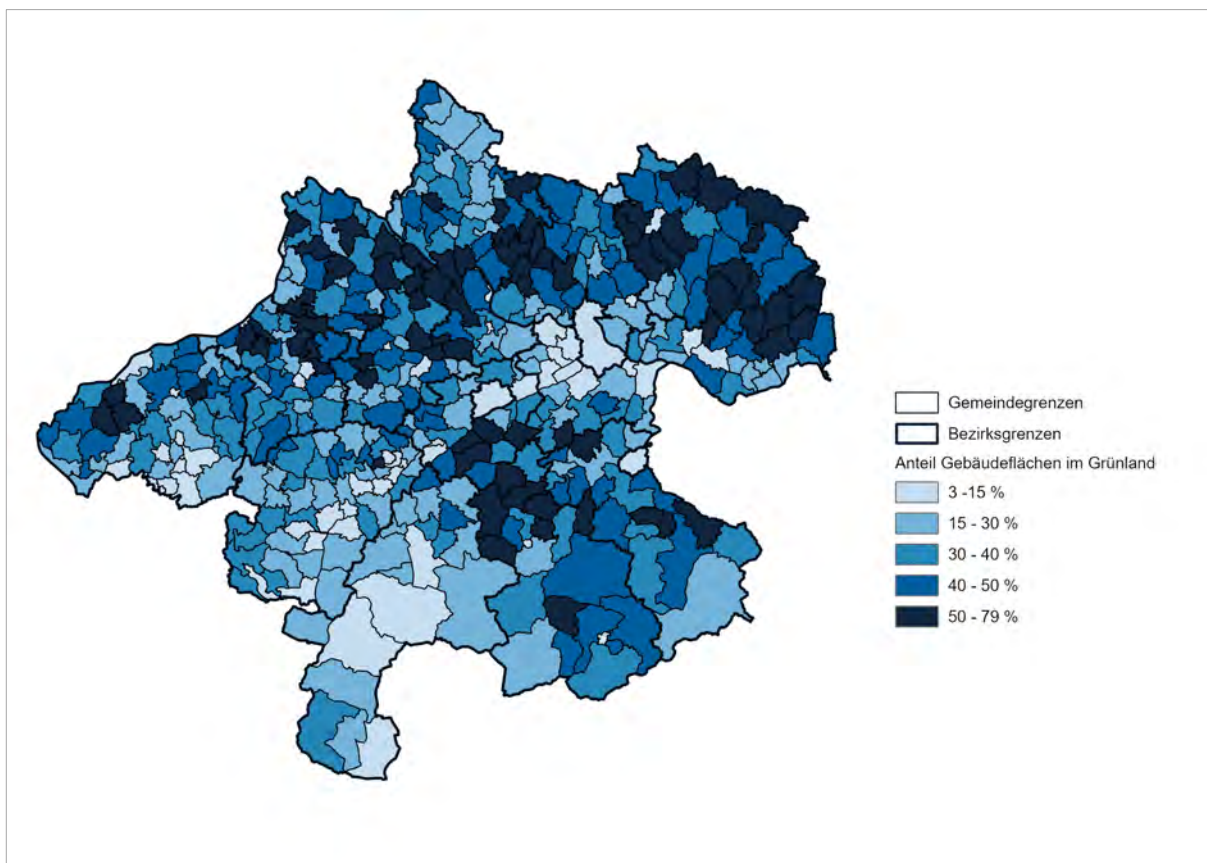 Gemeindegrenzen
Bezirksgrenzen
Anteil Gebäudeflächen im Grünland
3 -15 %
15 - 30 %
30 - 40 %
40 - 50 %
50 - 79 %